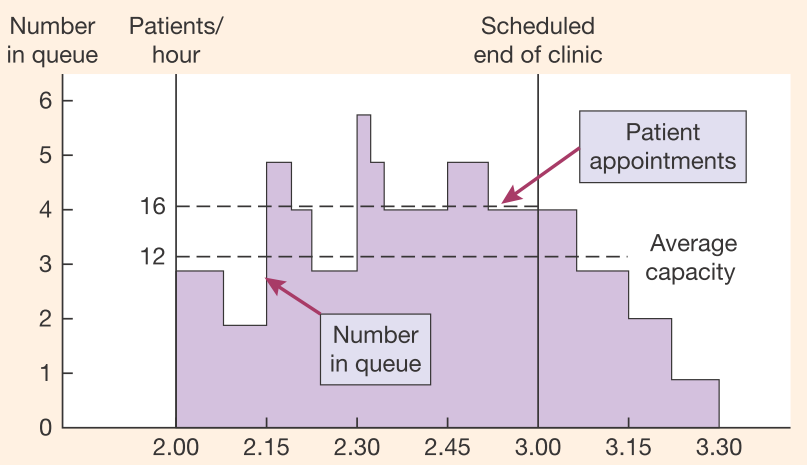 Number
in queue
Patients/
hour
Scheduled
end of clinic
6
5
4
3
2
1
0
16
12
Patient
appointments
Average
capacity
Number
in queue
2.00 2.15 2.30 2.45 3.00 3.15 3.30